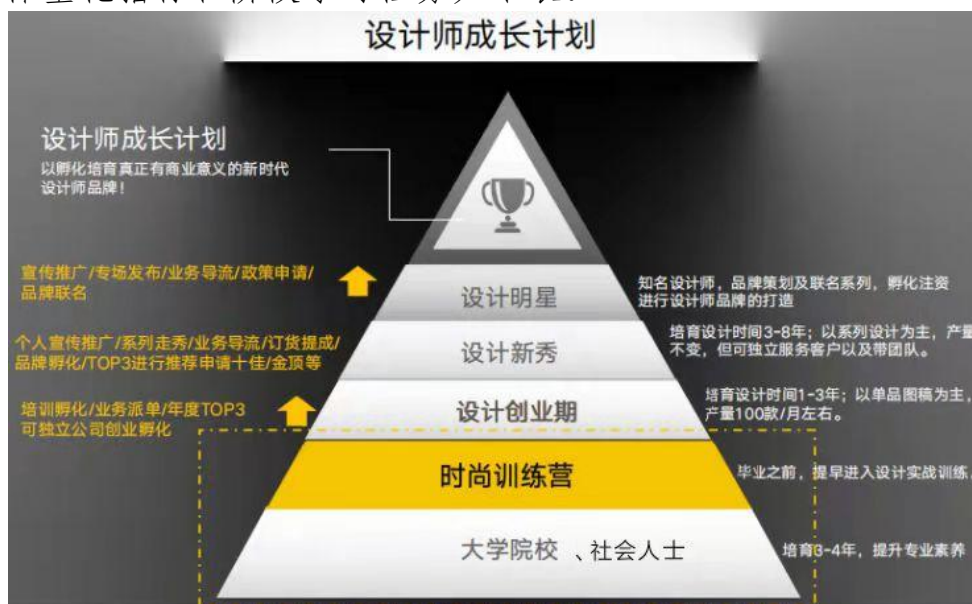 设计师成长计划
设计师成长计划
以孵化培育真正有商业意义的新时代
设计师品牌！
宣传推广/专场发布/业务导流/政策申请/
品牌联名
设计明星
知名设计师，品牌策划及联名系列，孵化注资
进行设计师品牌的打造
个人宣传推广/系列走秀/业务导流/订货提成/
品牌孵化/TOP3进行推荐申请十佳/金顶等
设计新秀
培育设计时间3-8年；以系列设计为主，产量
不变，但可独立服务客户以及带团队。
培训孵化/业务派单/年度TOP3
可独立公司创业孵化
设计创业期
培育设计时间1-3年；以单品图稿为主，
产量100款/月左右。
时尚训练营
毕业之前，提早进入设计实战训练
大学院校、社会人士
培育3-4年，提升专业素养